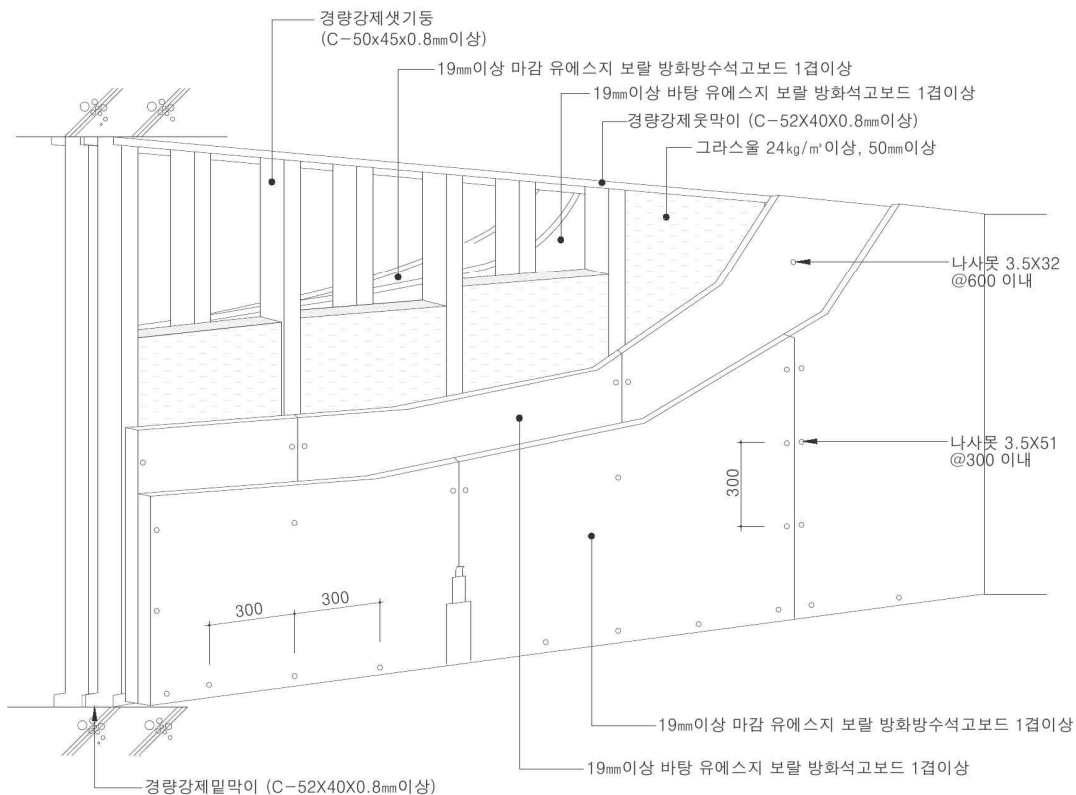 경량강제샛기둥
(C-50x45x0.8mm이상)
19mm이상 마감 유에스지 보랄 방화방수석고보드 1겹이상
19mm이상 바탕 유에스지 보랄 방화석고보드 1겹이상
경량강제윗막이 (C-52X40X0.8mm이상)
그라스울 24kg/m³이상, 50mm이상
나사못 3.5X32
@600 이내
나사못 3.5X51
@300 이내
300
300
300
19mm이상 마감 유에스지 보랄 방화방수석고보드 1겹이상
19mm이상 바탕 유에스지 보랄 방화석고보드 1겹이상
경량강제밑막이 (C-52X40X0.8mm이상)